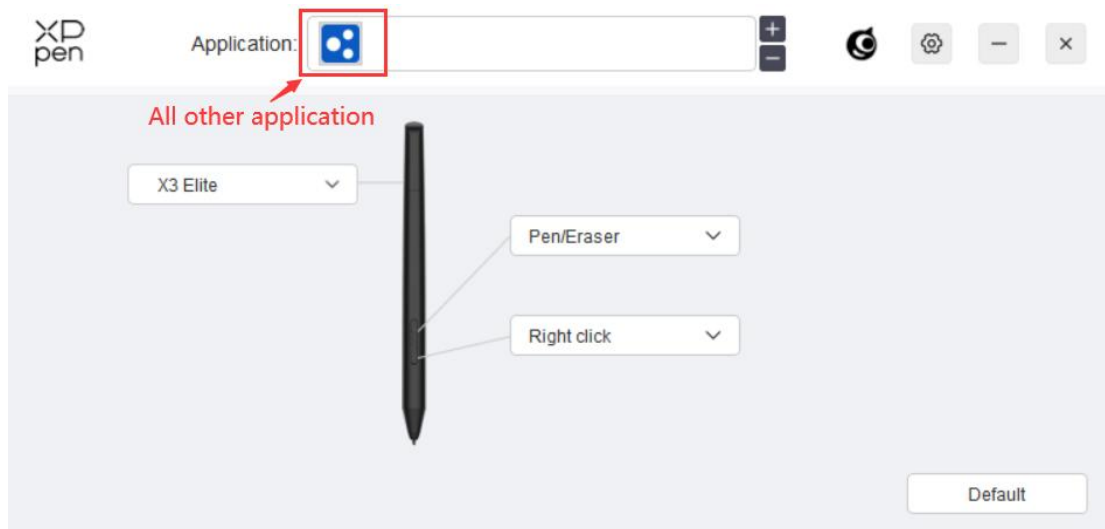 XP
pen
Application:
All other application
X3 Elite
Pen/Eraser
Right click
Default